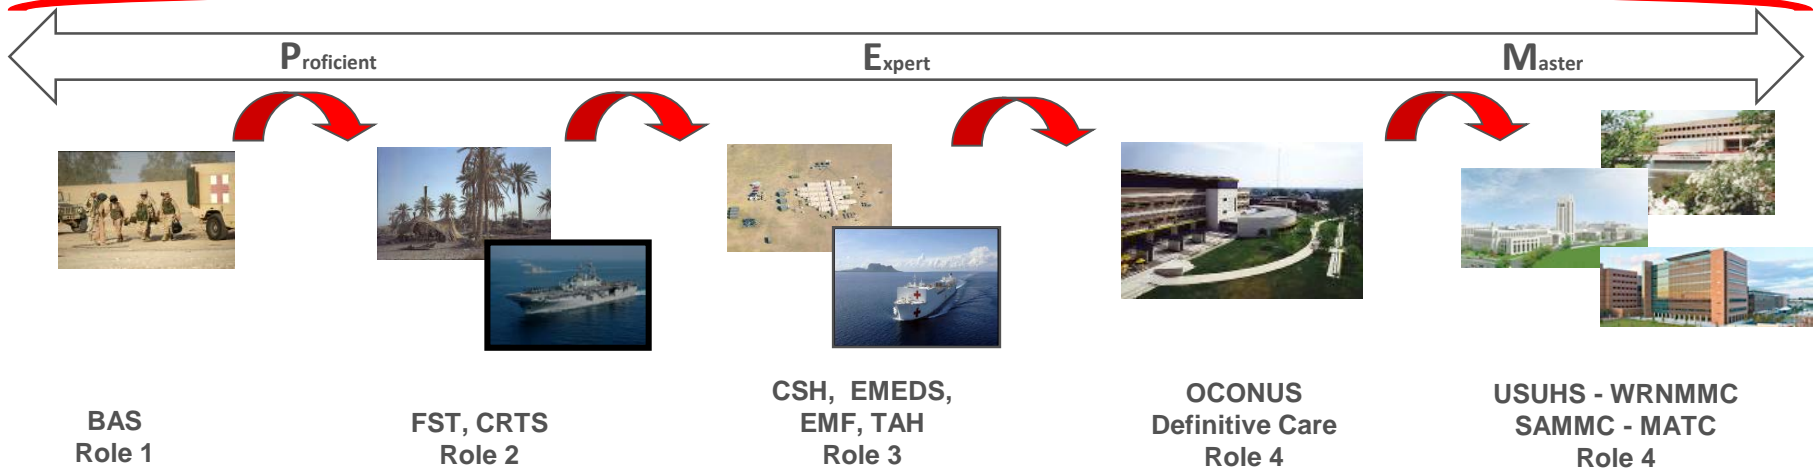 Proficient
Expert
Master
BAS
Role 1
FST, CRTS
Role 2
CSH, EMEDS,
EMF, TAH
Role 3
OCONUS
Definitive Care
Role 4
USUHS - WRNMMC
SAMMC - MATC
Role 4